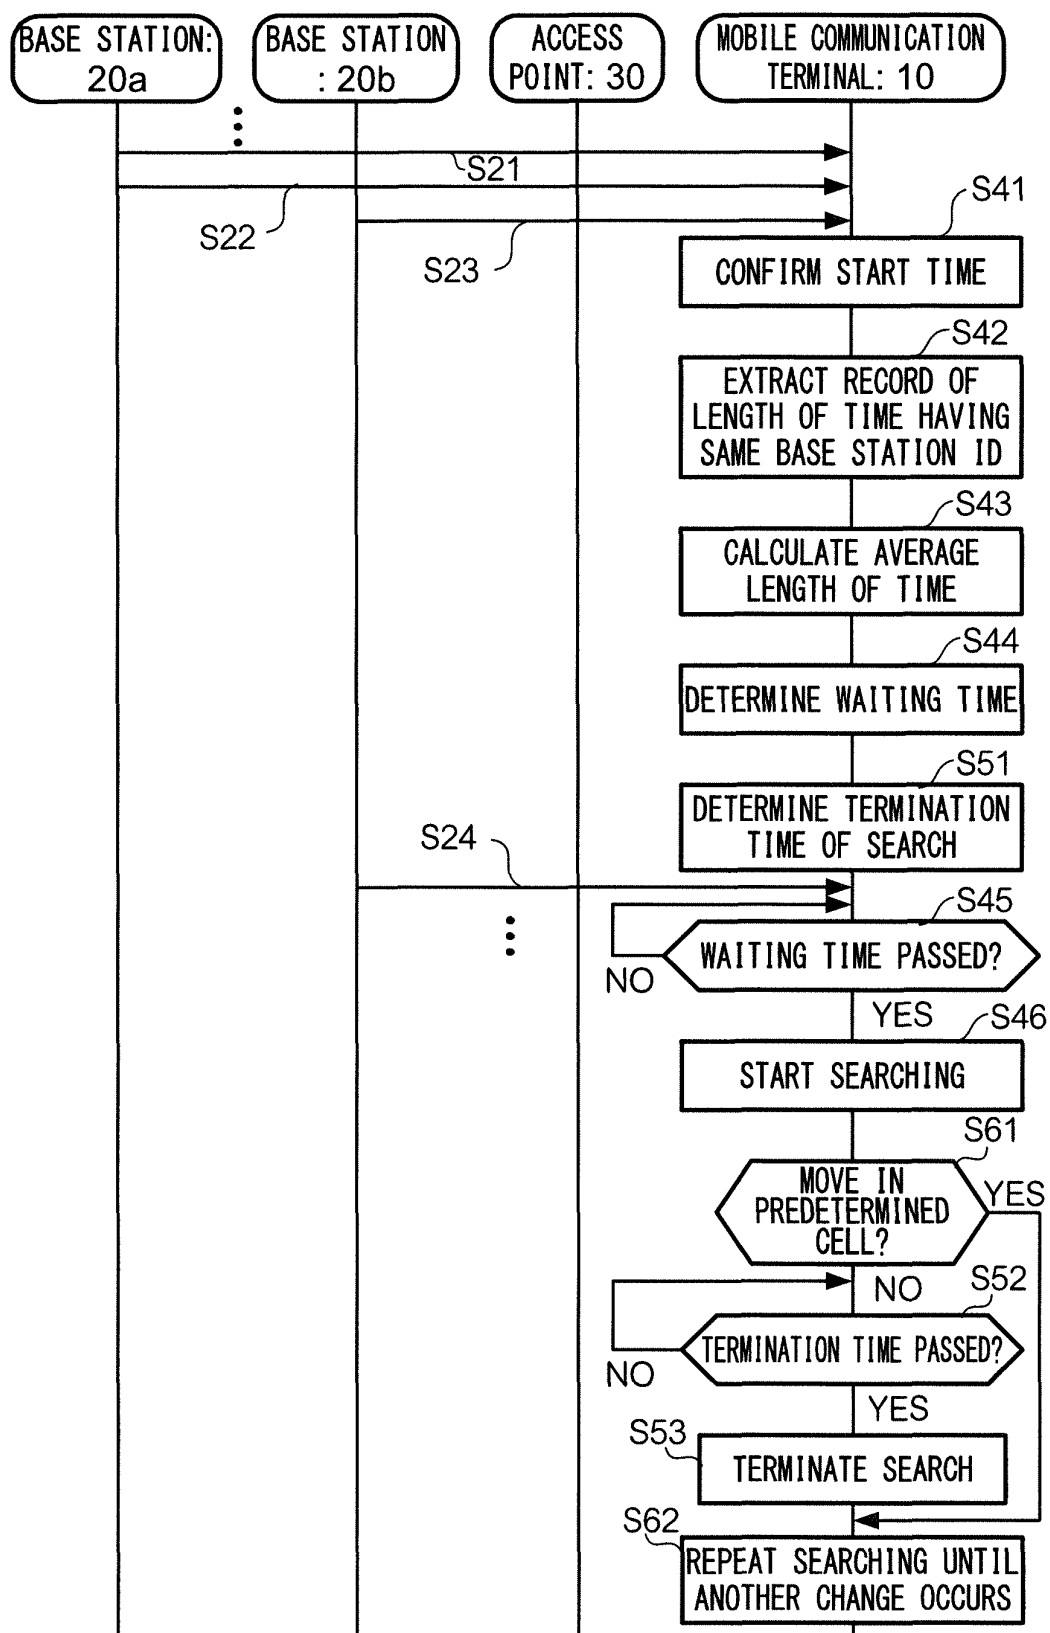 BASE STATION:
20a
BASE STATION
: 20b
ACCESS
POINT: 30
MOBILE COMMUNICATION
TERMINAL: 10
S21
S22
S23
S41
CONFIRM START TIME
S42
EXTRACT RECORD OF
LENGTH OF TIME HAVING
SAME BASE STATION ID
S43
CALCULATE AVERAGE
LENGTH OF TIME
S44
DETERMINE WAITING TIME
S51
DETERMINE TERMINATION
TIME OF SEARCH
S24
S45
WAITING TIME PASSED?
NO
YES
S46
START SEARCHING
S61
MOVE IN
PREDETERMINED
CELL?
YES
NO
S52
TERMINATION TIME PASSED?
NO
YES
S53
TERMINATE SEARCH
S62
REPEAT SEARCHING UNTIL
ANOTHER CHANGE OCCURS